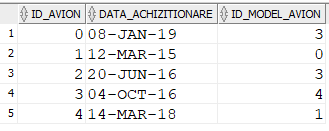 ID_AVION DATA_ACHIZITIONARE ID_MODEL_AVION
1 0 08-JAN-19 3
2 1 12-MAR-15 0
3 2 20-JUN-16 3
4 3 04-OCT-16 4
5 4 14-MAR-18 1